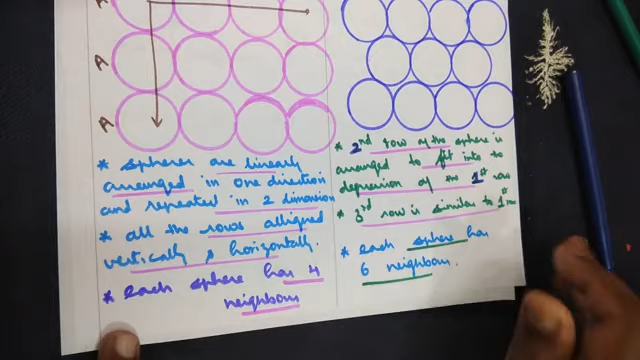 A
A
A
* spheres are linearly
arranged in one direction
and repeated in 2 dimension
* all the rows alligned
vertically & horizontally.
* each sphere has 4
neighbours
* 2nd row of the sphere is
arranged to fit into to
depression of the 1st row
* 3rd row is similar to 1st row
* each sphere has
6 neighbours.